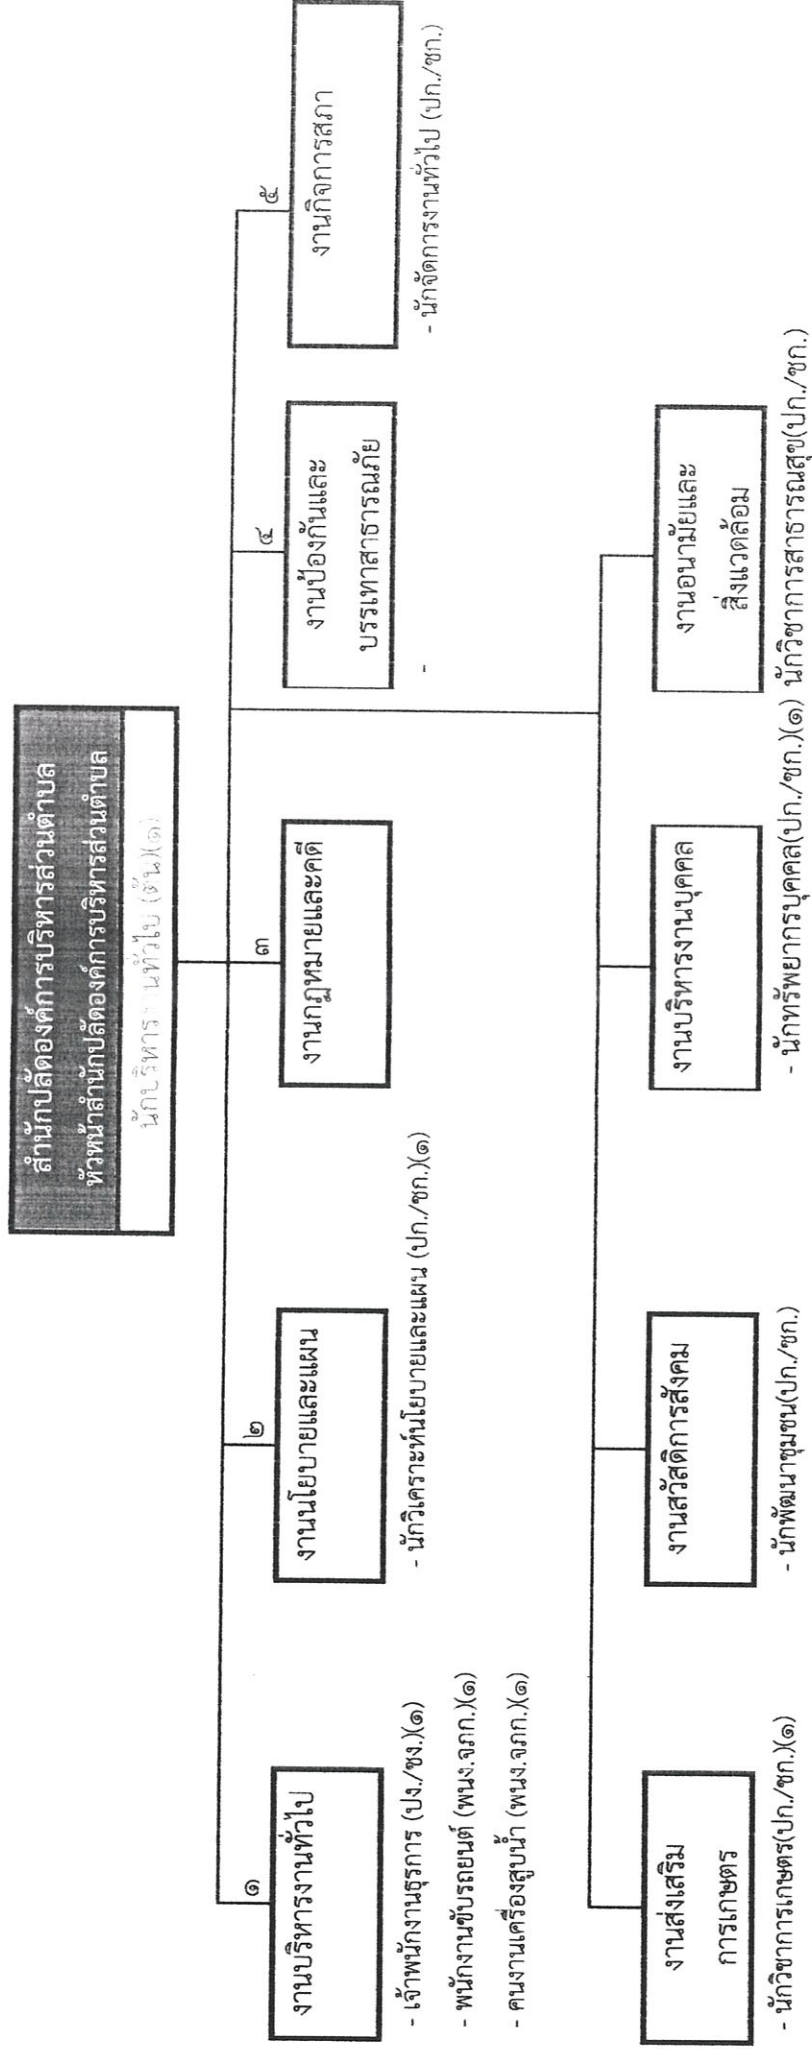 สำนักปลัดองค์การบริหารส่วนตำบล
หัวหน้าสำนักปลัดองค์การบริหารส่วนตำบล
นักบริหารงานทั่วไป (ต้น)(๑)
๑
งานบริหารงานทั่วไป
- เจ้าพนักงานธุรการ (ปง./ชง.)(๑)
- พนักงานขับรถยนต์ (พนง.จภก.)(๑)
- คนงานเครื่องสูบน้ำ (พนง.จภก.)(๑)
๒
งานนโยบายและแผน
- นักวิเคราะห์นโยบายและแผน (ปก./ชก.)(๑)
๓
งานกฎหมายและคดี
๔
งานป้องกันและ
บรรเทาสาธารณภัย
-
๕
งานกิจการสภา
- นักจัดการงานทั่วไป (ปก./ชก.)
งานส่งเสริม
การเกษตร
- นักวิชาการเกษตร(ปก./ชก.)(๑)
งานสวัสดิการสังคม
- นักพัฒนาชุมชน(ปก./ชก.)
งานบริหารงานบุคคล
- นักทรัพยากรบุคคล(ปก./ชก.)(๑)
งานอนามัยและ
สิ่งแวดล้อม
นักวิชาการสาธารณสุข(ปก./ชก.)